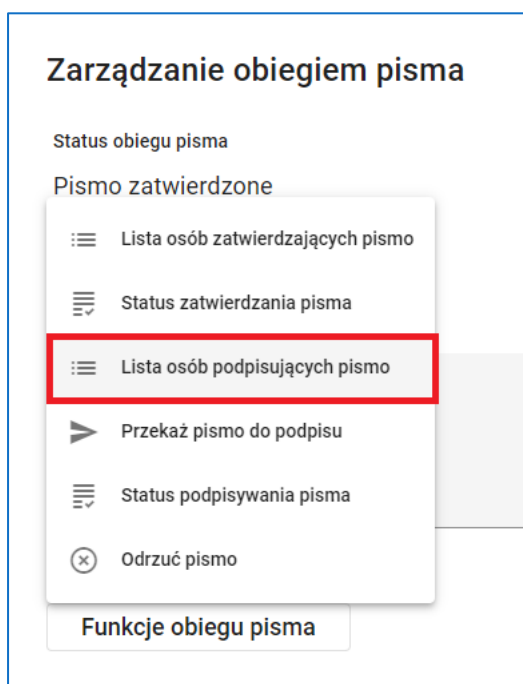 Zarządzanie obiegiem pisma
Status obiegu pisma
Pismo zatwierdzone
Lista osób zatwierdzających pismo
Status zatwierdzania pisma
Lista osób podpisujących pismo
Przekaż pismo do podpisu
Status podpisywania pisma
Odrzuć pismo
Funkcje obiegu pisma